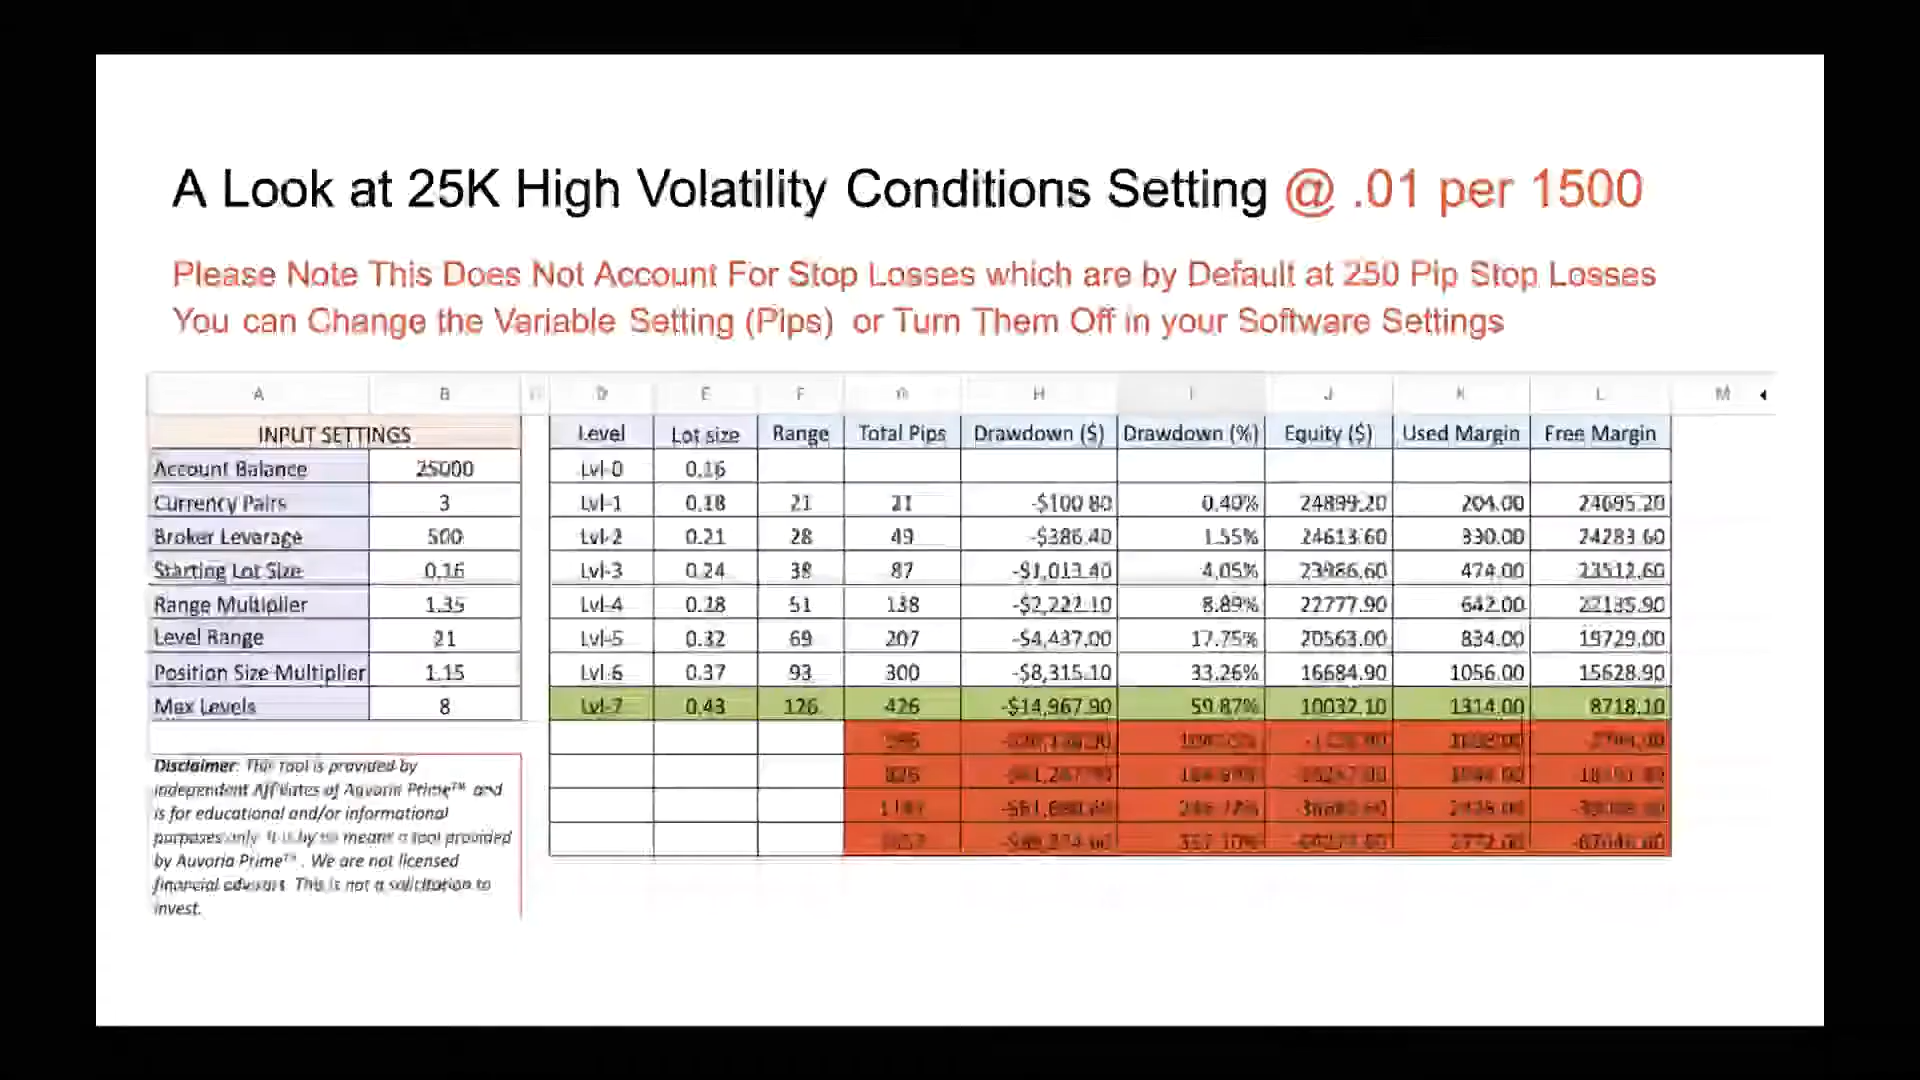 A Look at 25K High Volatility Conditions Setting @ .01 per 1500
Please Note This Does Not Account For Stop Losses which are by Default at 250 Pip Stop Losses
You can Change the Variable Setting (Pips) or Turn Them Off in your Software Settings
A B D E F G H I J K L M
INPUT SETTINGS Level Lot size Range Total Pips Drawdown ($) Drawdown (%) Equity ($) Used Margin Free Margin
Account Balance 25000 Lvl-0 0.16
Currency Pairs 3 Lvl-1 0.18 21 21 -$100.80 0.40% 24899.20 204.00 24695.20
Broker Leverage 500 Lvl-2 0.21 28 49 -$386.40 1.55% 24613.60 330.00 24283.60
Starting Lot Size 0.16 Lvl-3 0.24 38 87 -$1,013.40 4.05% 23986.60 474.00 23512.60
Range Multiplier 1.35 Lvl-4 0.28 51 138 -$2,222.10 8.89% 22777.90 642.00 22135.90
Level Range 21 Lvl-5 0.32 69 207 -$4,437.00 17.75% 20563.00 834.00 19729.00
Position Size Multiplier 1.15 Lvl-6 0.37 93 300 -$8,315.10 33.26% 16684.90 1056.00 15628.90
Max Levels 8 Lvl-7 0.43 126 426 -$14,967.90 59.87% 10032.10 1314.00 8718.10
Disclaimer: This tool is provided by
independent Affiliates of Auvoria Prime™ and
is for educational and/or informational
purposes only. It is by no means a tool provided
by Auvoria Prime™. We are not licensed
financial advisors. This is not a solicitation to
invest.